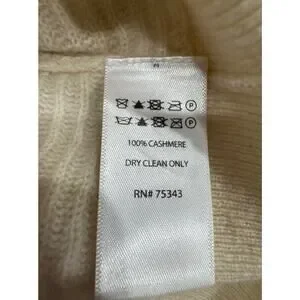 P
P
100% CASHMERE
DRY CLEAN ONLY
RN# 75343